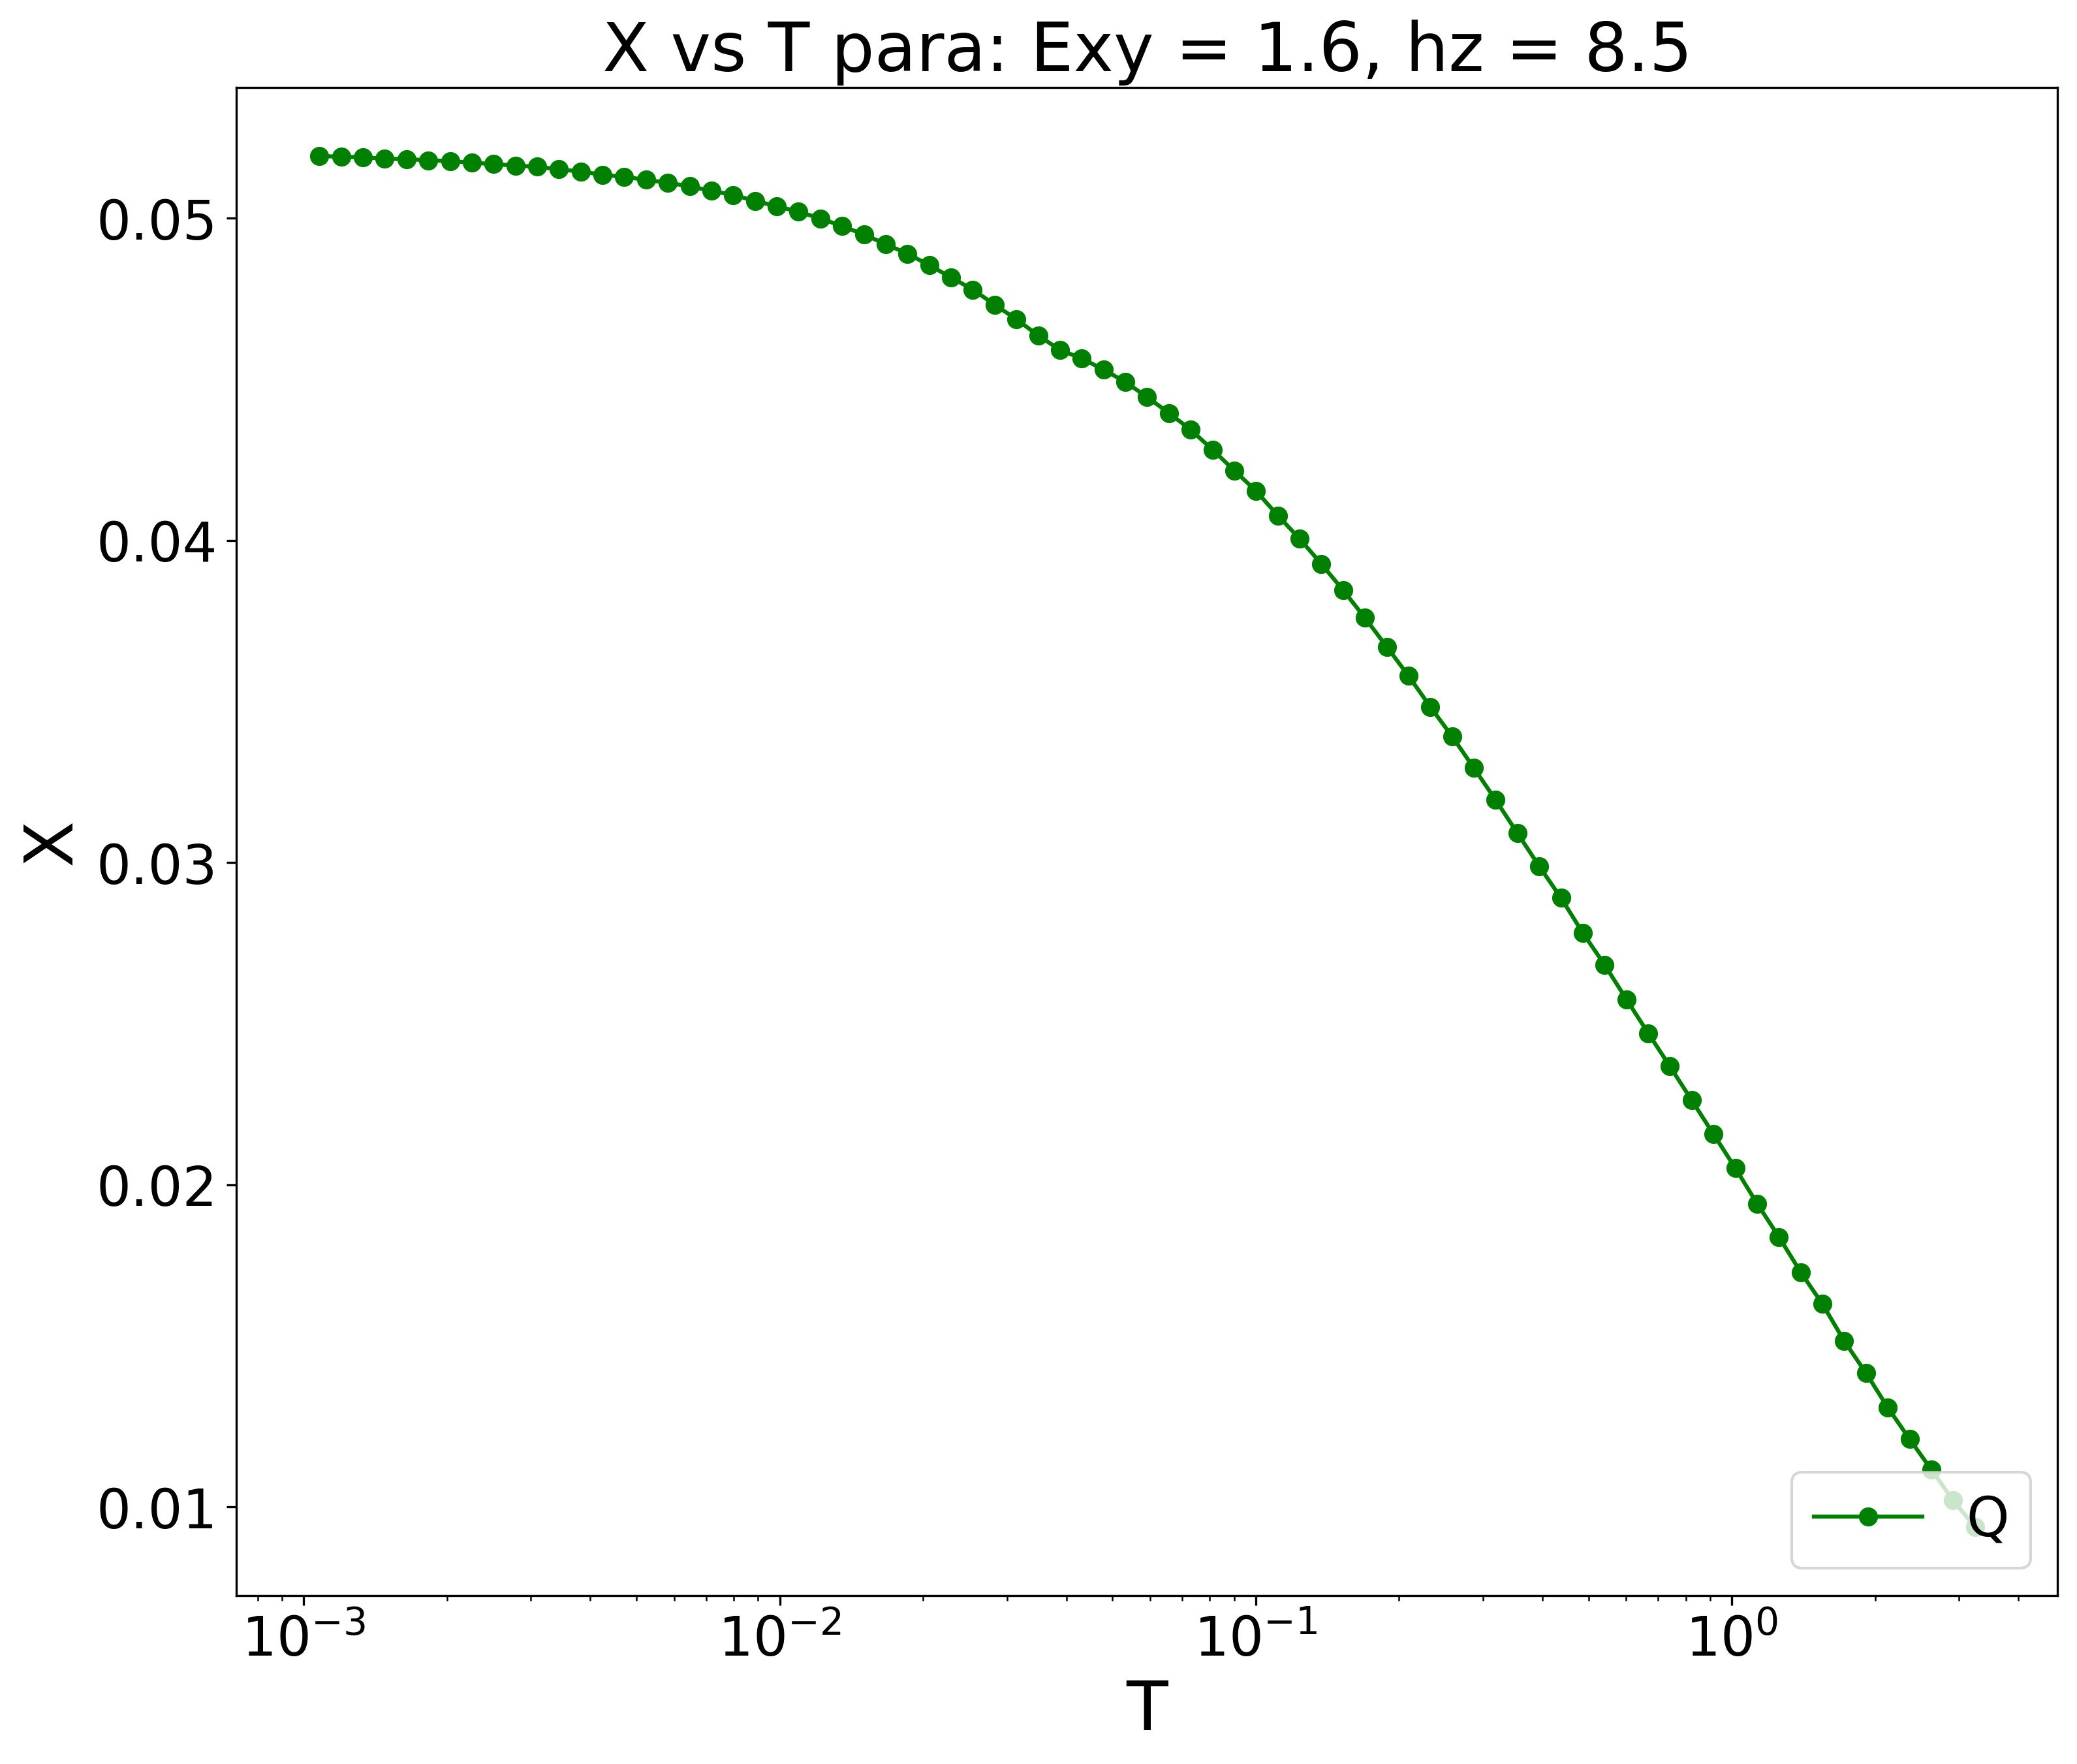 X vs T para: Exy = 1.6, hz = 8.5
X
0.05
0.04
0.03
0.02
0.01
Q
10⁻³ 10⁻² 10⁻¹ 10⁰
T